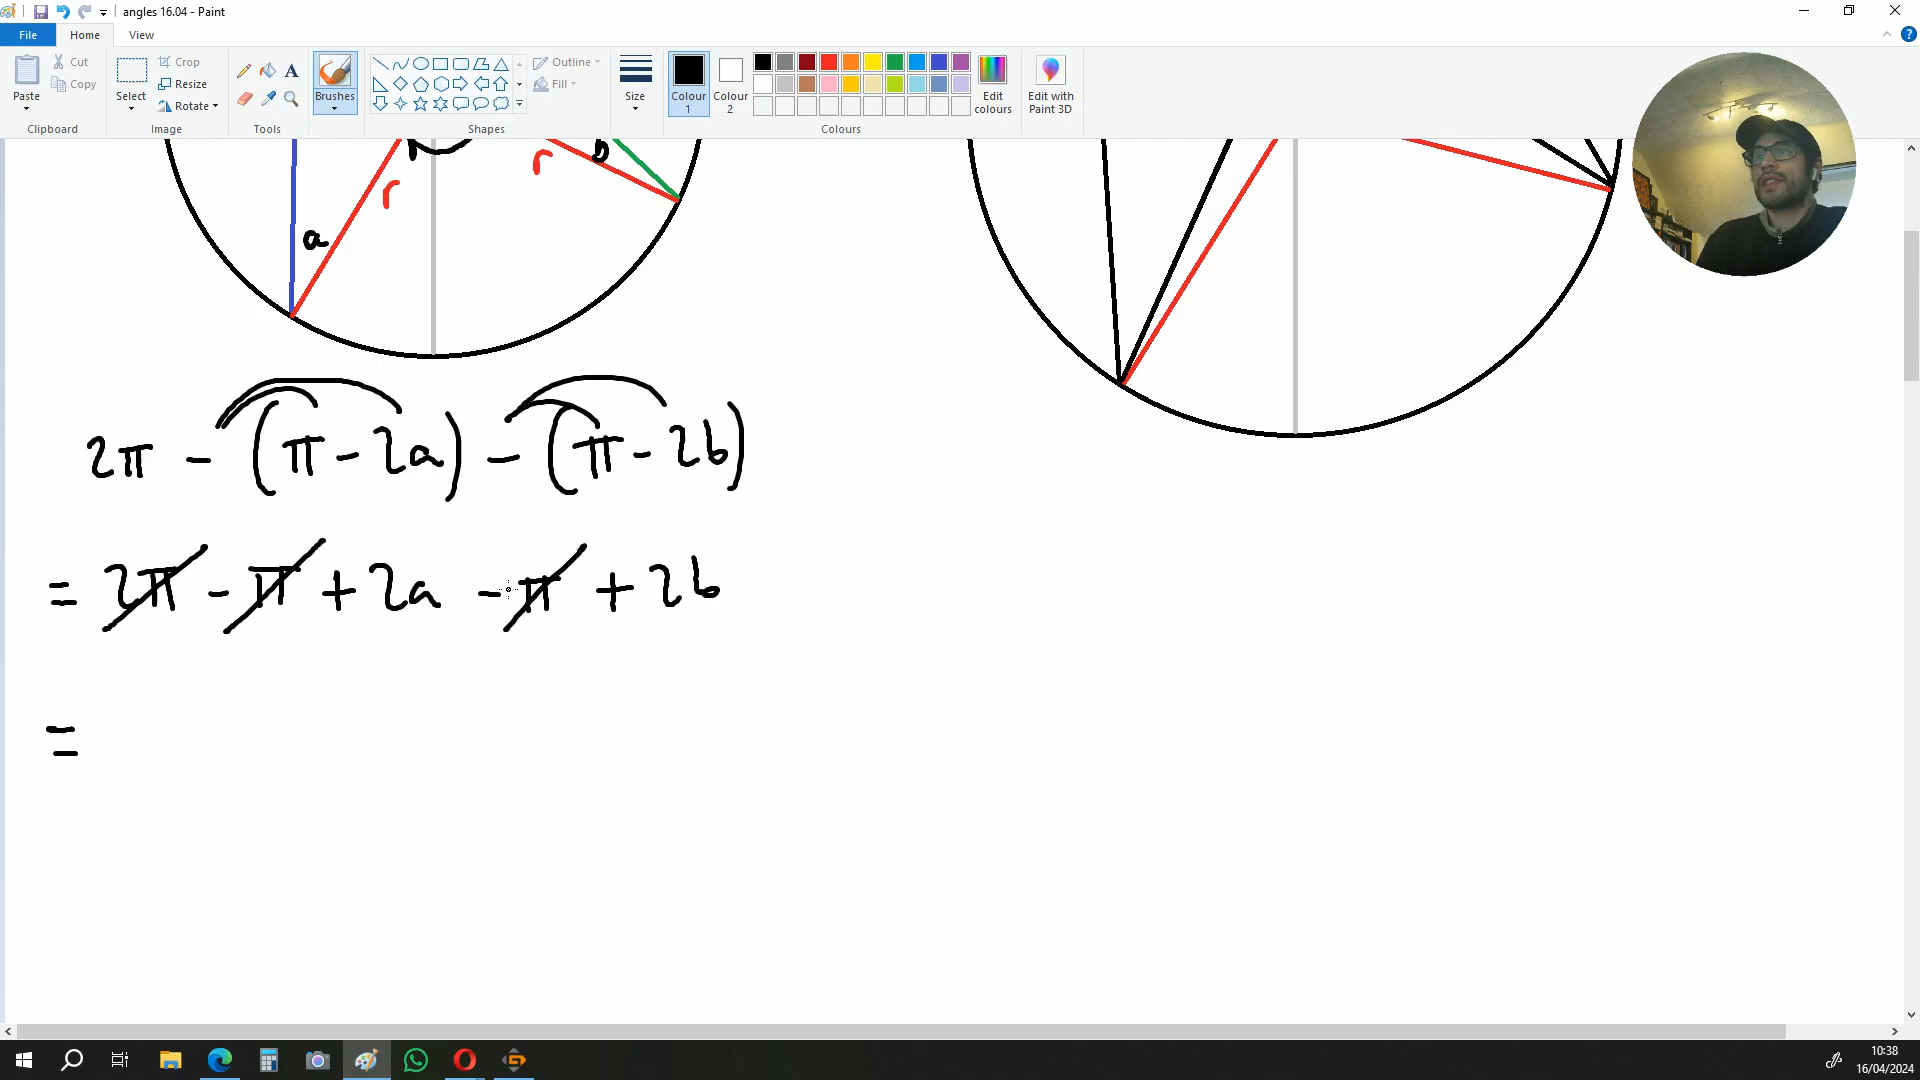 angles 16.04 - Paint
File Home View
Paste
Cut
Copy
Clipboard
Select
Crop
Resize
Rotate
Image
A
Tools
Brushes
Shapes
Outline
Fill
Size
Colour 1
Colour 2
Edit colours
Colours
Edit with Paint 3D
r
r
b
a
2π - (π - 2a) - (π - 2b)
= 2π - π + 2a - π + 2b
=
10:38
16/04/2024